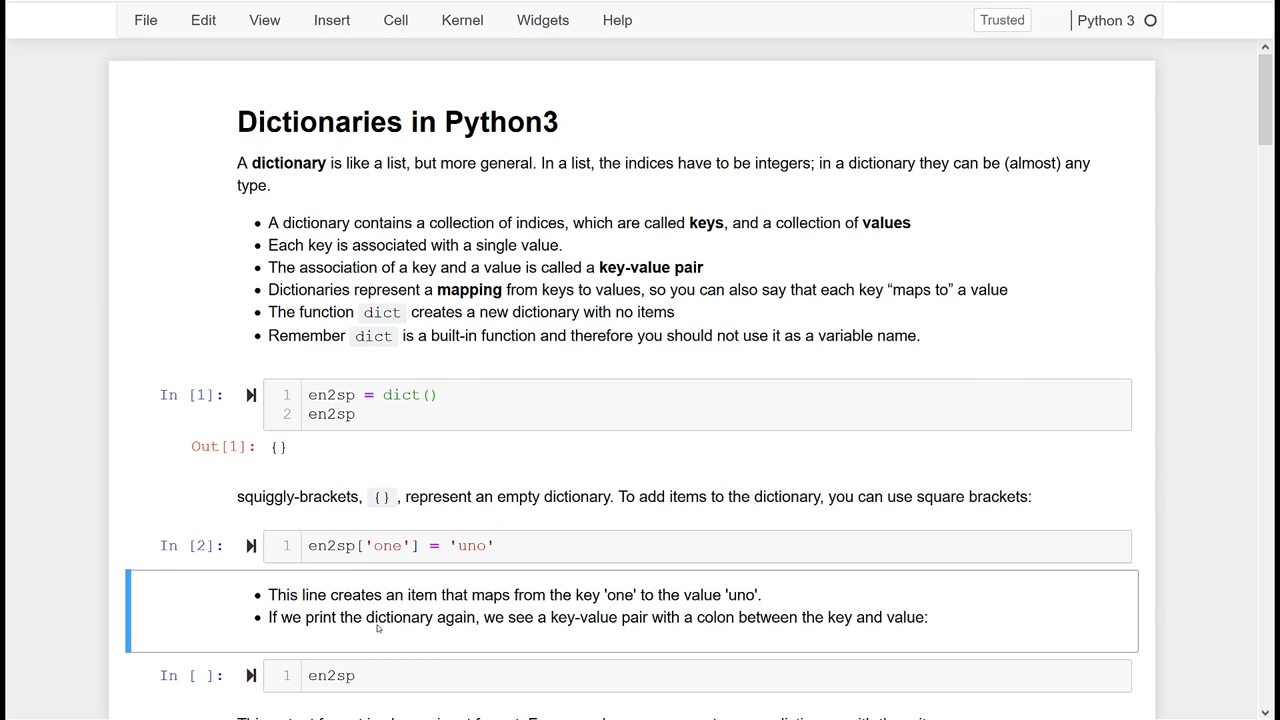 File Edit View Insert Cell Kernel Widgets Help Trusted Python 3
Dictionaries in Python3
A dictionary is like a list, but more general. In a list, the indices have to be integers; in a dictionary they can be (almost) any
type.
• A dictionary contains a collection of indices, which are called keys, and a collection of values
• Each key is associated with a single value.
• The association of a key and a value is called a key-value pair
• Dictionaries represent a mapping from keys to values, so you can also say that each key “maps to” a value
• The function dict creates a new dictionary with no items
• Remember dict is a built-in function and therefore you should not use it as a variable name.
In [1]: 1 en2sp = dict()
2 en2sp
Out[1]: {}
squiggly-brackets, {} , represent an empty dictionary. To add items to the dictionary, you can use square brackets:
In [2]: 1 en2sp['one'] = 'uno'
• This line creates an item that maps from the key 'one' to the value 'uno'.
• If we print the dictionary again, we see a key-value pair with a colon between the key and value:
In [ ]: 1 en2sp